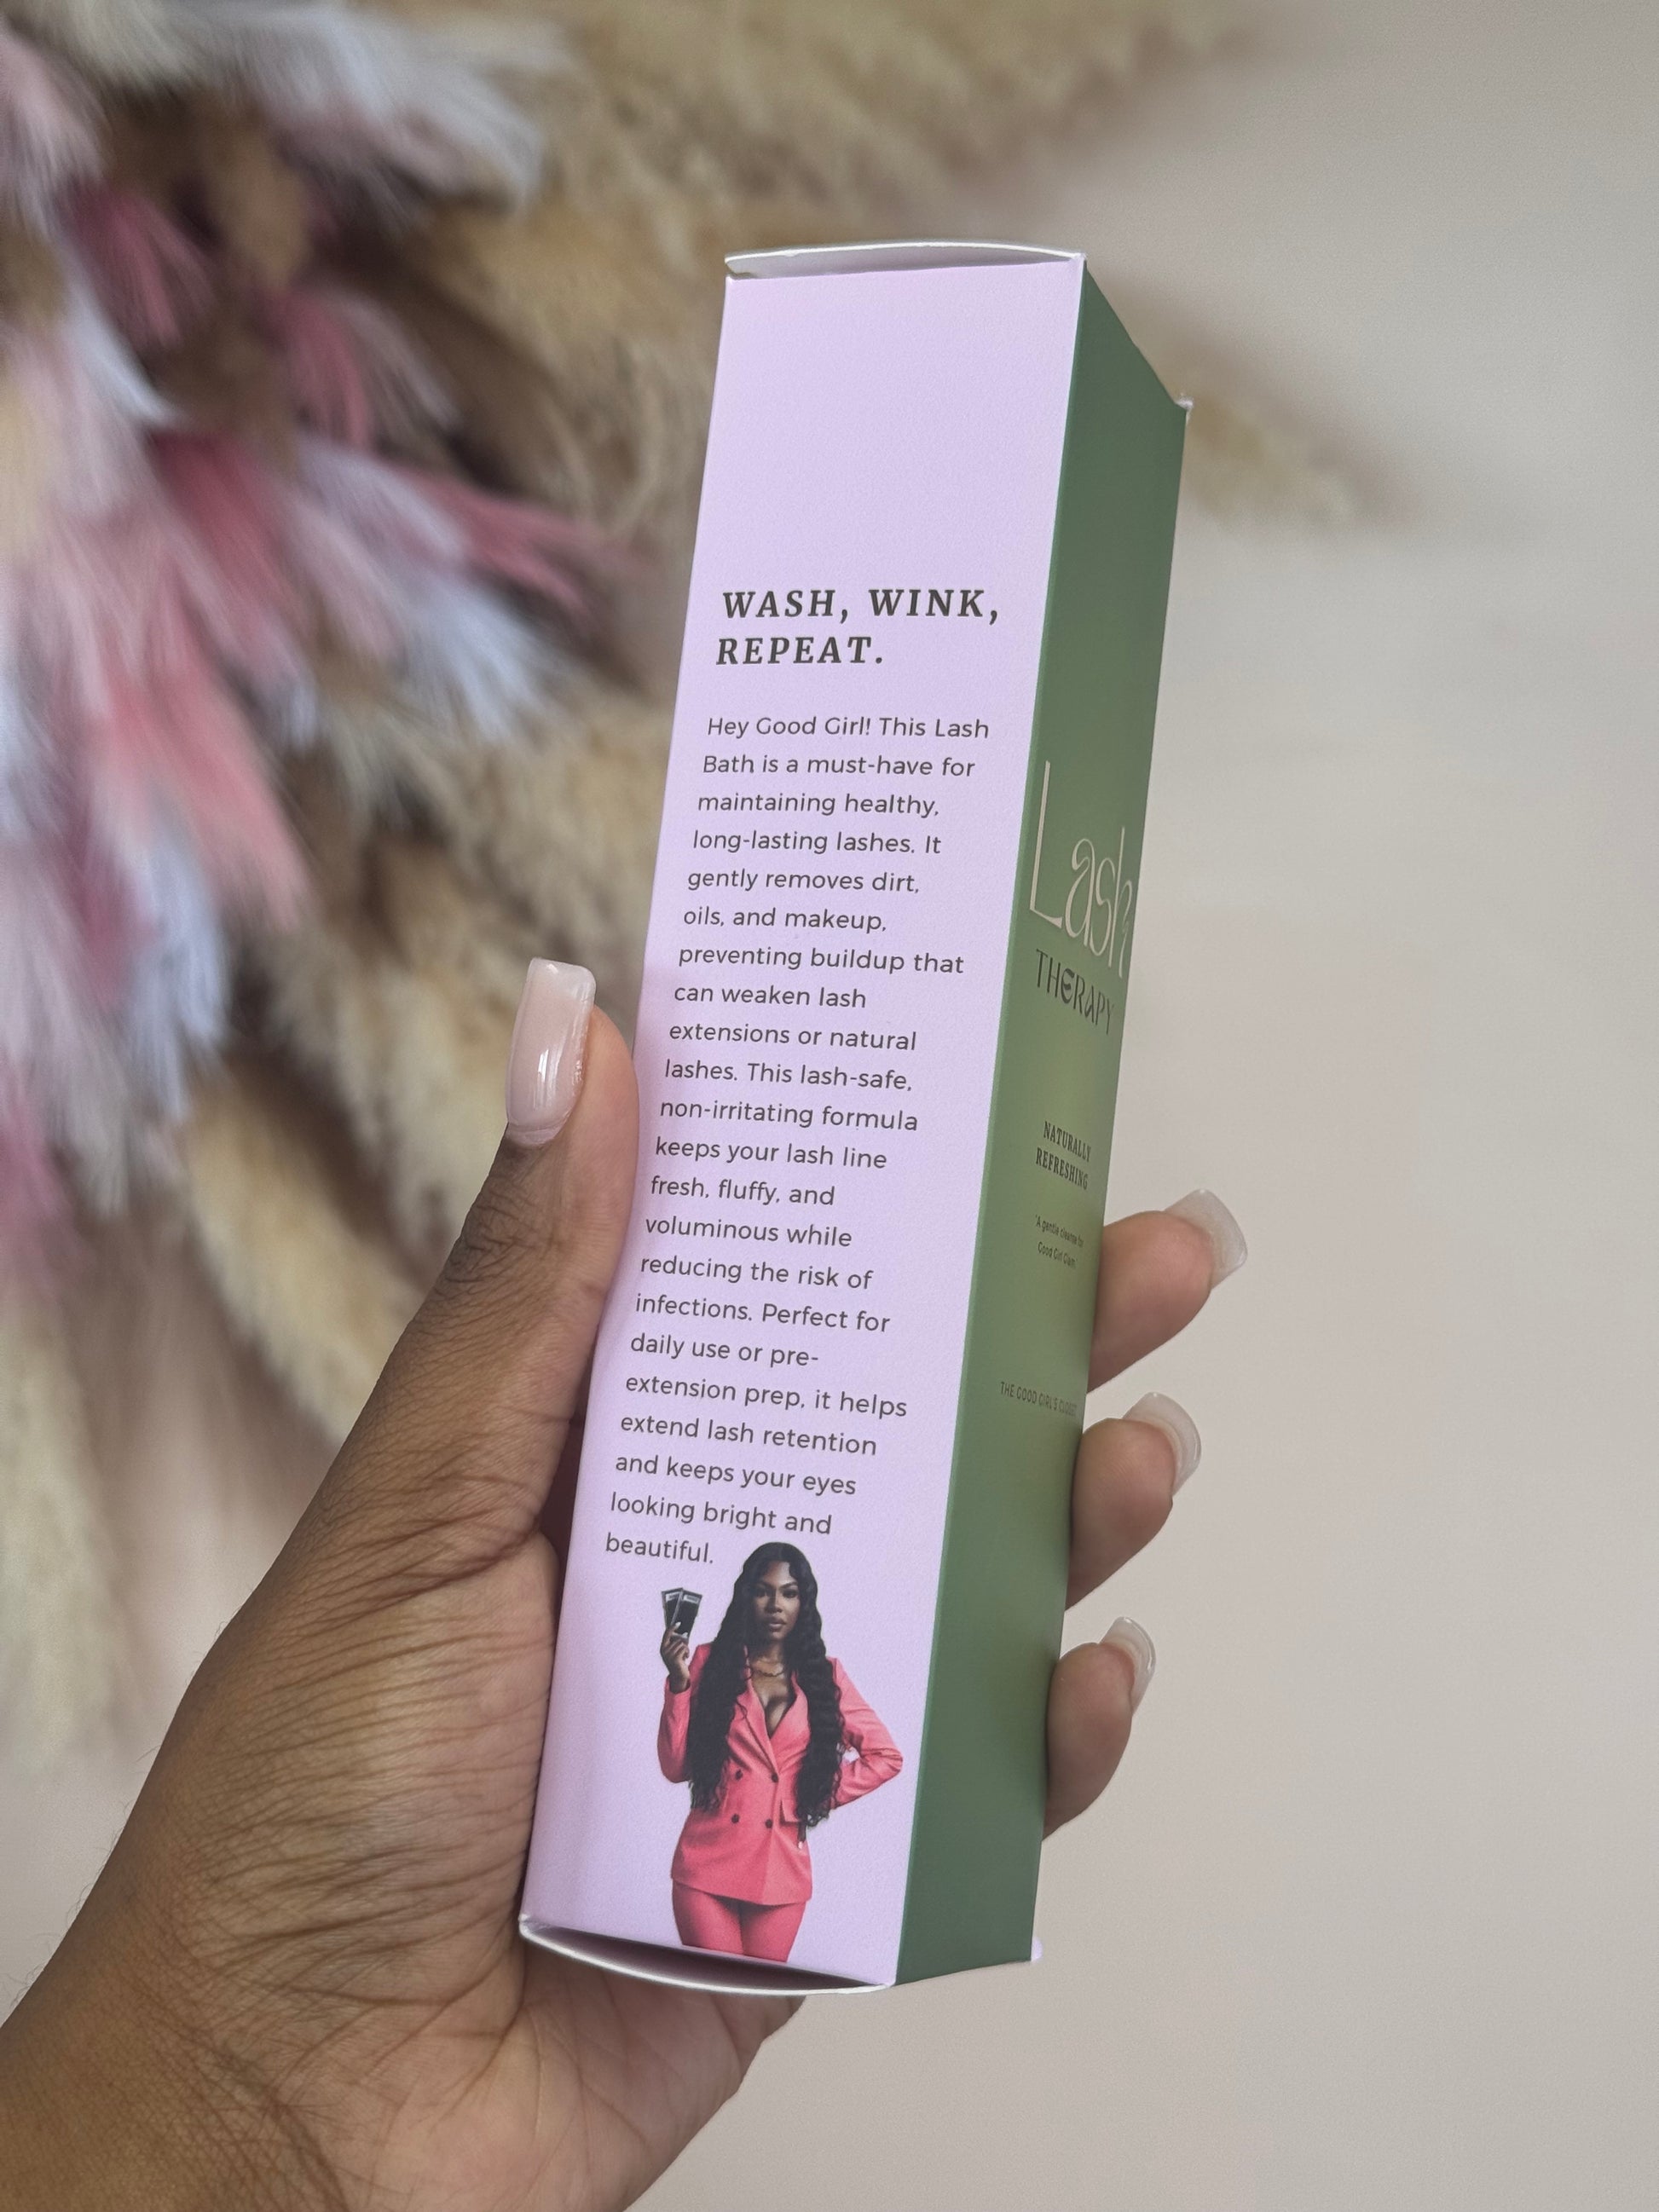 WASH, WINK,
REPEAT.
Hey Good Girl! This Lash
Bath is a must-have for
maintaining healthy,
long-lasting lashes. It
gently removes dirt,
oils, and makeup,
preventing buildup that
can weaken lash
extensions or natural
lashes. This lash-safe,
non-irritating formula
keeps your lash line
fresh, fluffy, and
voluminous while
reducing the risk of
infections. Perfect for
daily use or pre-
extension prep, it helps
extend lash retention
and keeps your eyes
looking bright and
beautiful.
Lash
THERAPY
NATURALLY
REFRESHING
"A gentle cleanse for
Good Girl Glam."
THE GOOD GIRL'S CLOSET